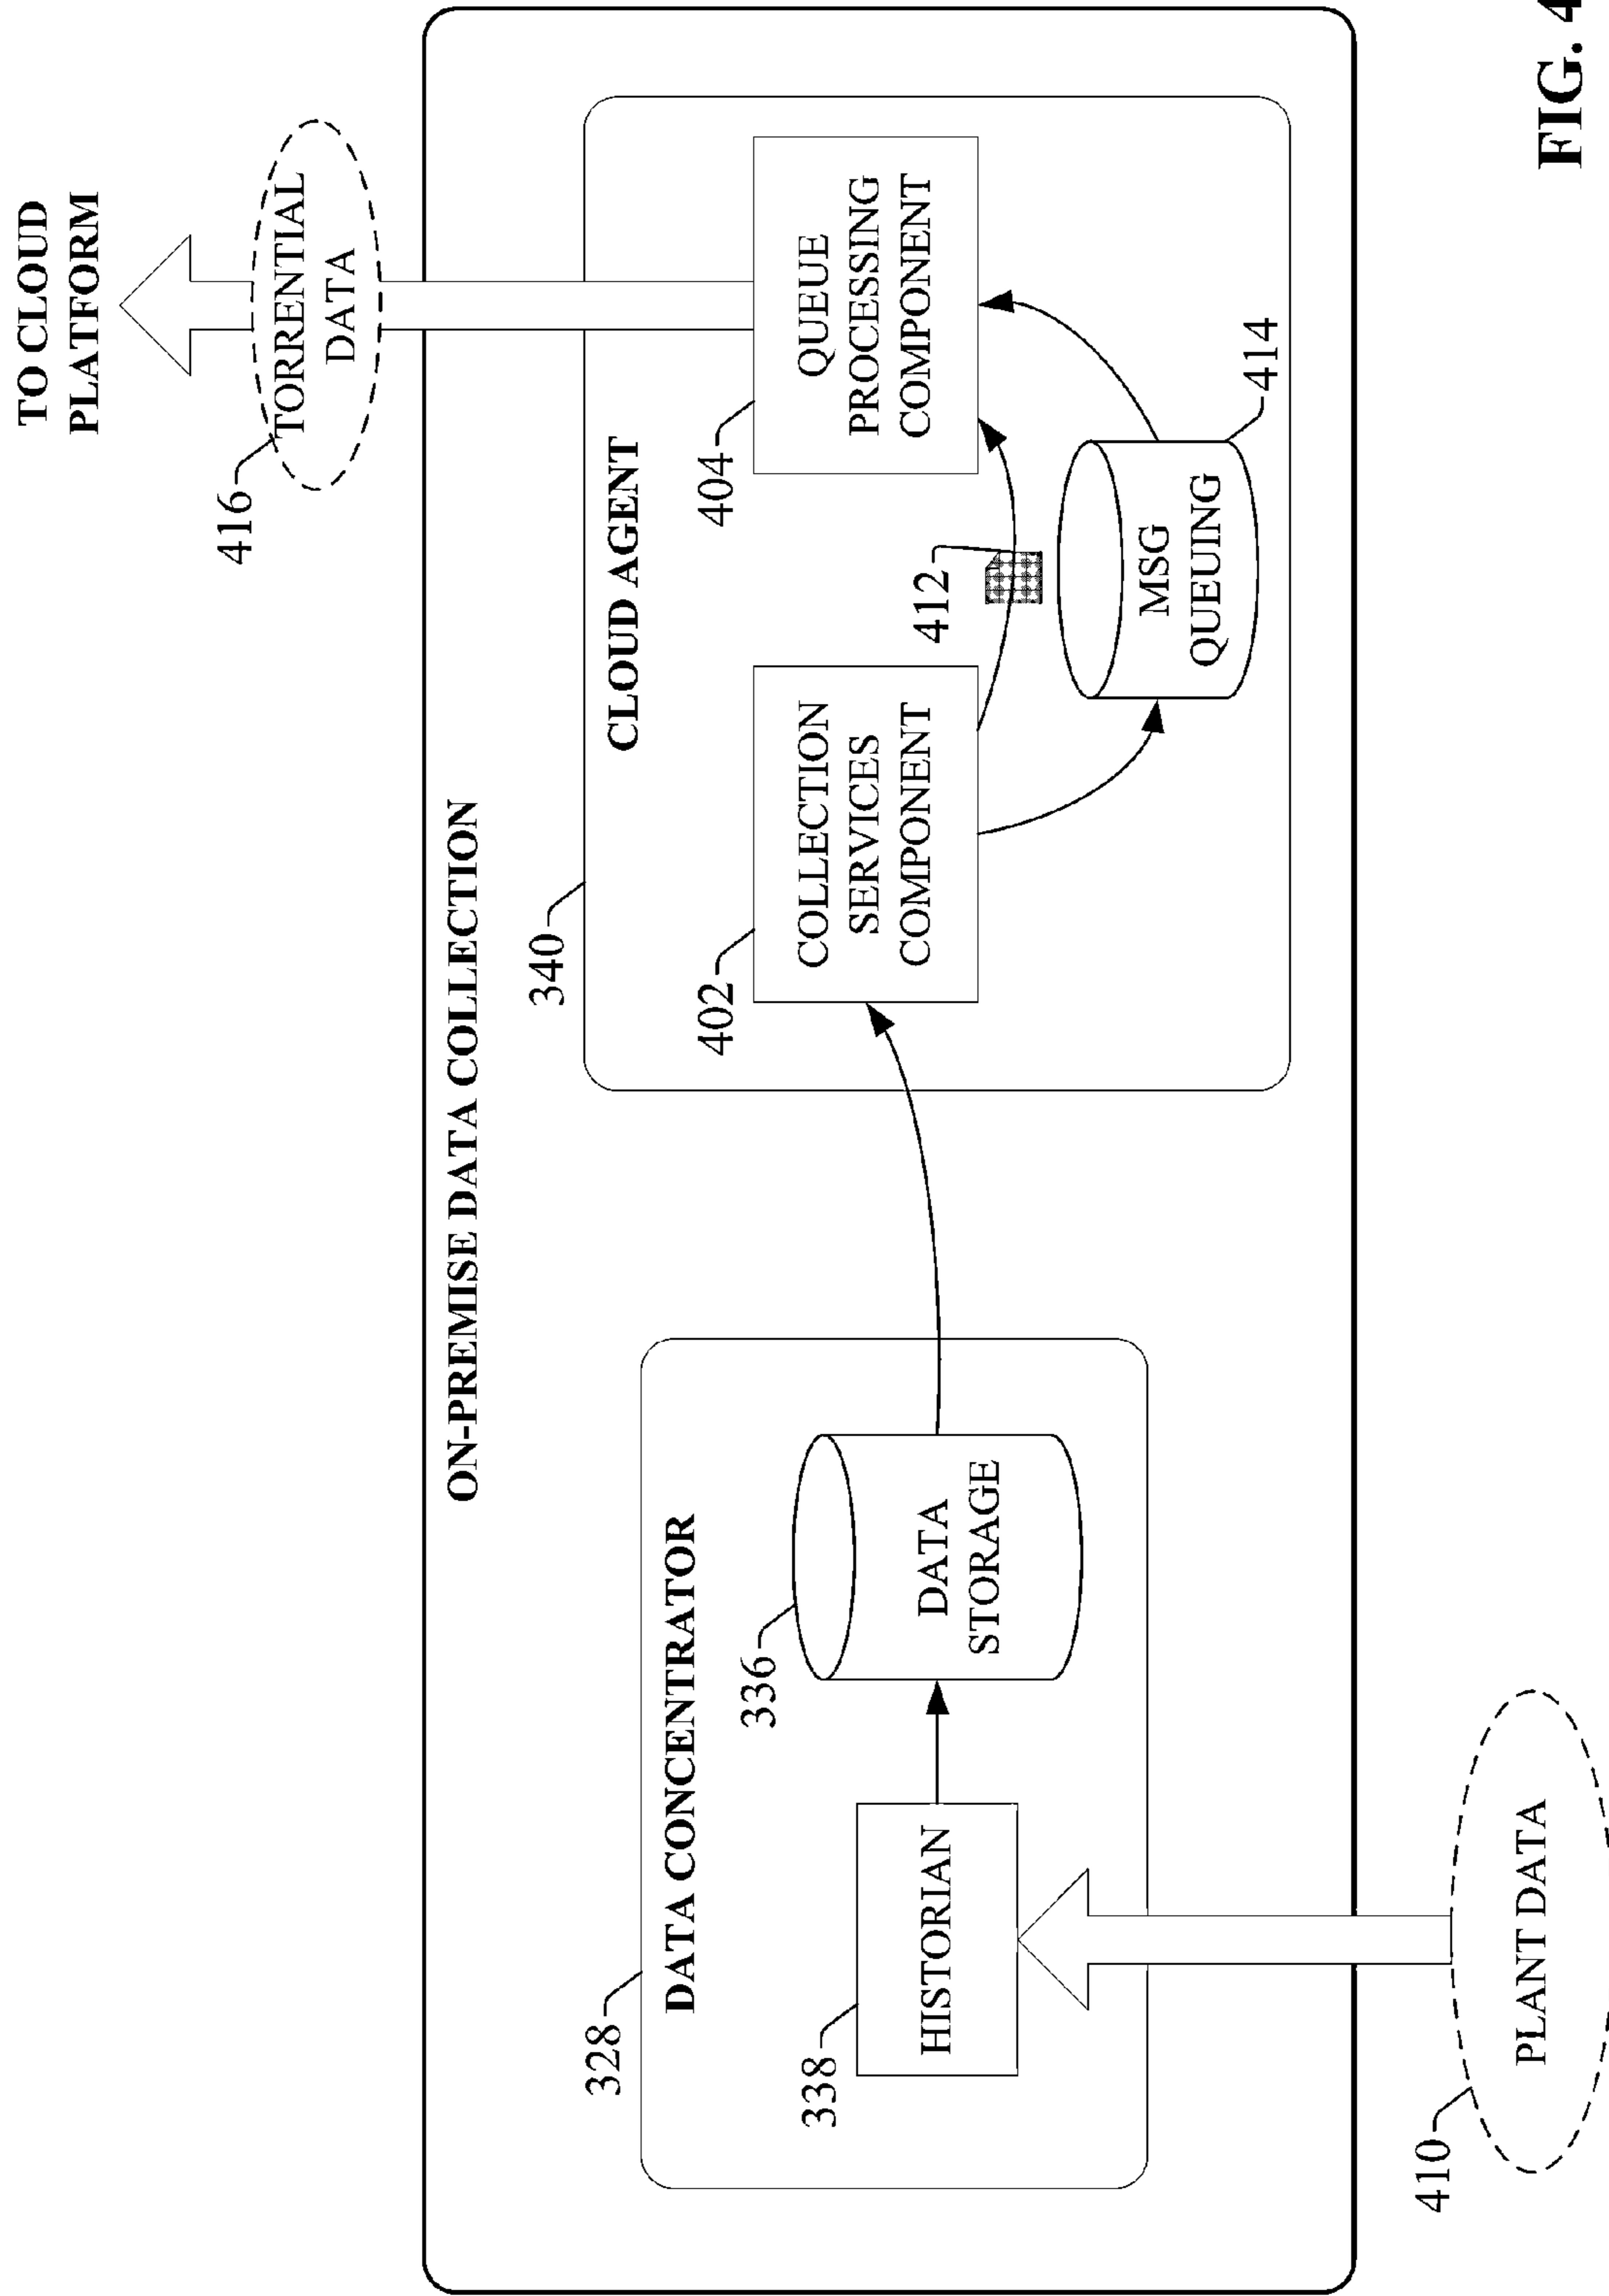 TO CLOUD
PLATFORM
416
TORRENTIAL
DATA
ON-PREMISE DATA COLLECTION
328
DATA CONCENTRATOR
338
HISTORIAN
336
DATA
STORAGE
340
CLOUD AGENT
402
COLLECTION
SERVICES
COMPONENT
404
QUEUE
PROCESSING
COMPONENT
412
MSG
QUEUING
414
410
PLANT DATA
FIG. 4